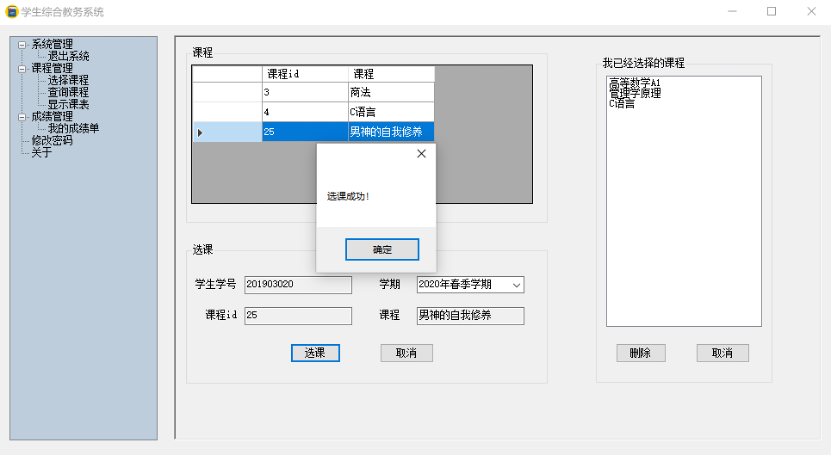 学生综合教务系统
系统管理
退出系统
课程管理
选择课程
查询课程
显示课表
成绩管理
我的成绩单
修改密码
关于
课程
课程id 课程
3 商法
4 C语言
25 男神的自我修养
选课成功!
确定
选课
学生学号 201903020 学期 2020年春季学期
课程id 25 课程 男神的自我修养
选课 取消
我已经选择的课程
高等数学A1
管理学原理
C语言
删除 取消